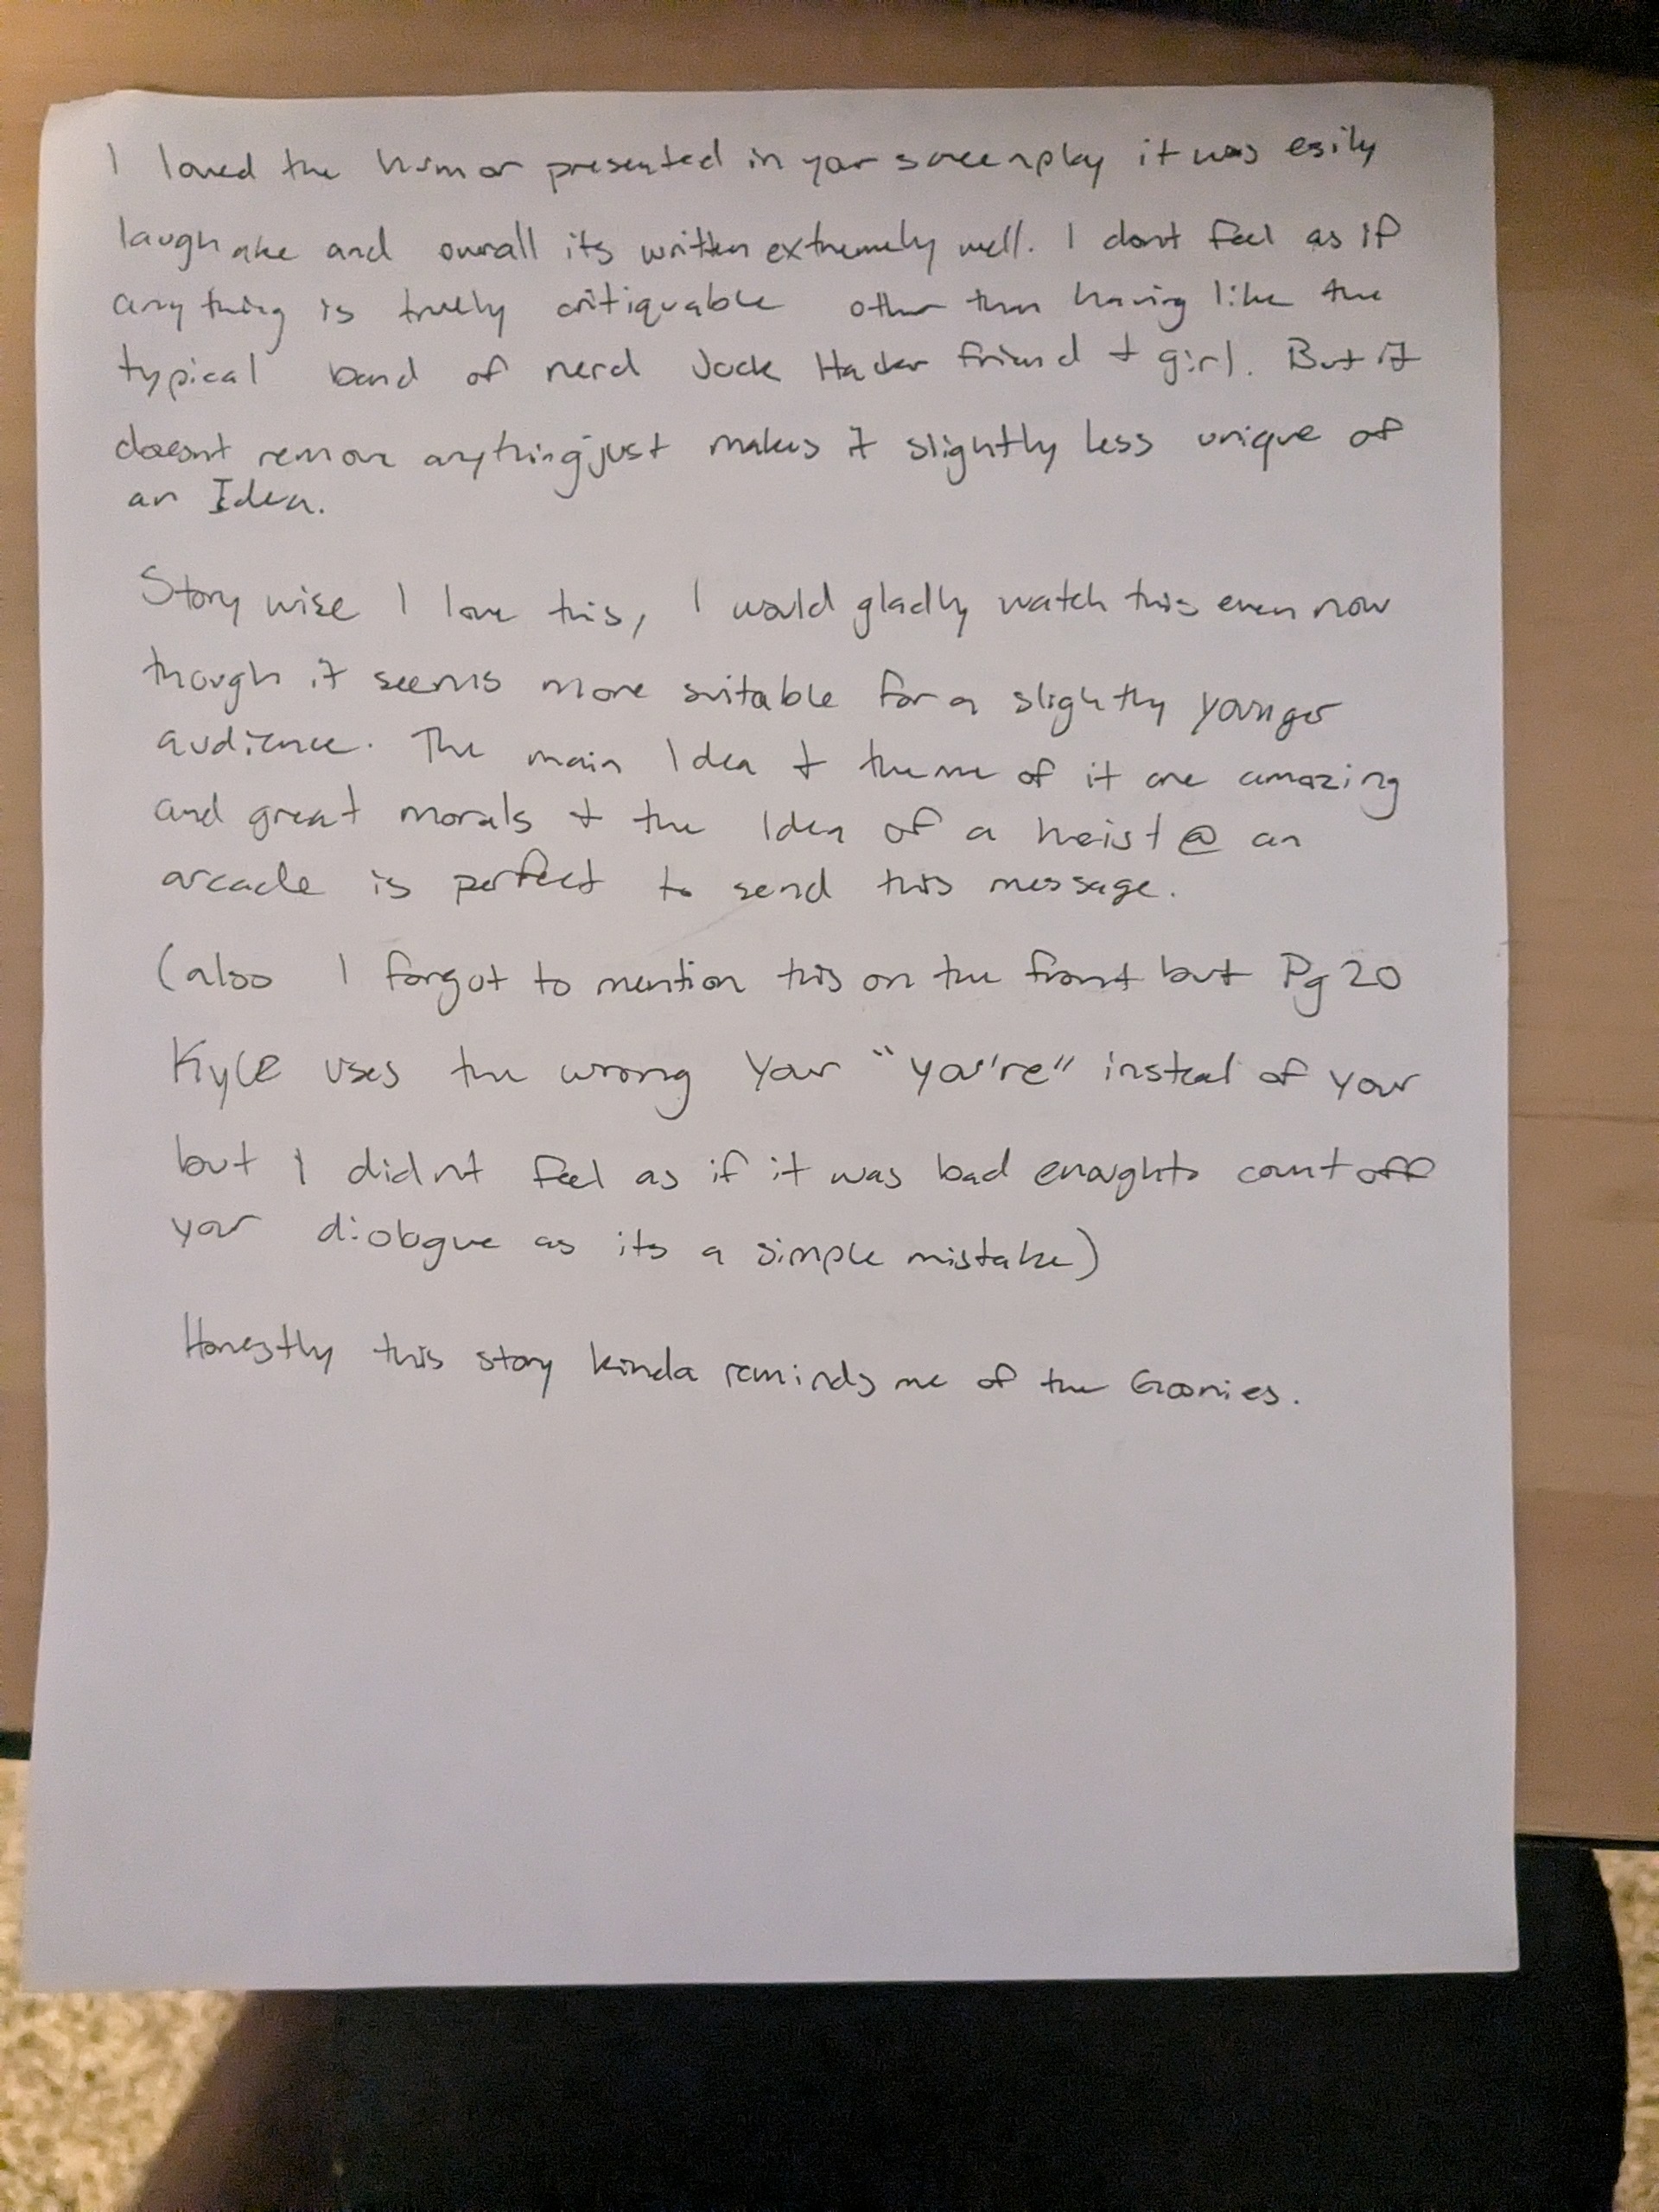 I loved the humor presented in your screenplay it was esily
laughable and overall its written extremely well. I dont feel as if
anything is truely critiquable other than having like the
typical band of nerd Jock Hacker friend + girl. But it
doesnt remove anything just makes it slightly less unique of
an Idea.
Story wise I love this, I would gladly watch this even now
though it seems more suitable for a slightly younger
audience. The main Idea + theme of it are amazing
and great morals + the Idea of a heist @ an
arcade is perfect to send this message.
(also I forgot to mention this on the front but Pg 20
Kyle uses the wrong your "you're" instead of your
but I didnt feel as if it was bad enough to count off
your dialogue as its a simple mistake)
Honestly this story kinda reminds me of the Goonies.